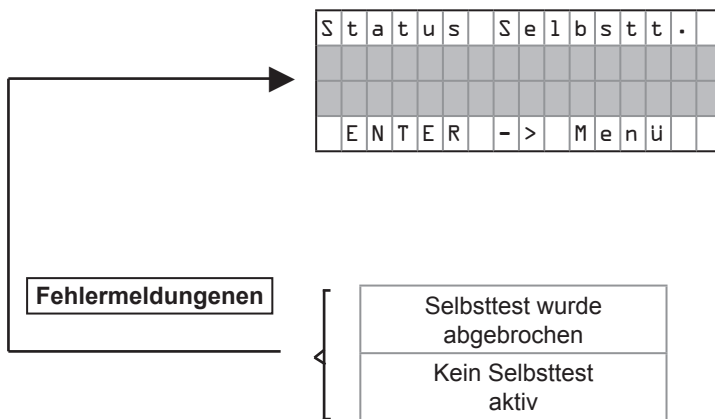 Status Selbstt.
ENTER -> Menü
Fehlermeldungenen
Selbsttest wurde
abgebrochen
Kein Selbsttest
aktiv